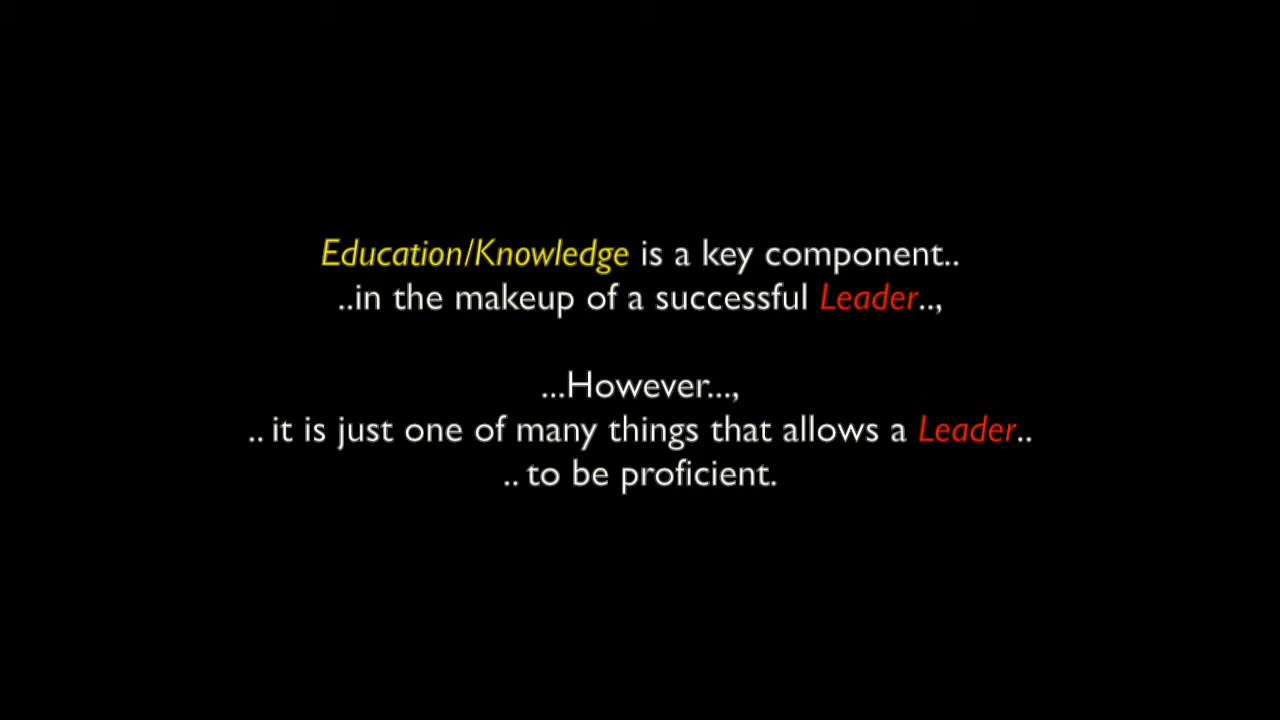 Education/Knowledge is a key component..
..in the makeup of a successful Leader..,
...However...,
.. it is just one of many things that allows a Leader..
.. to be proficient.